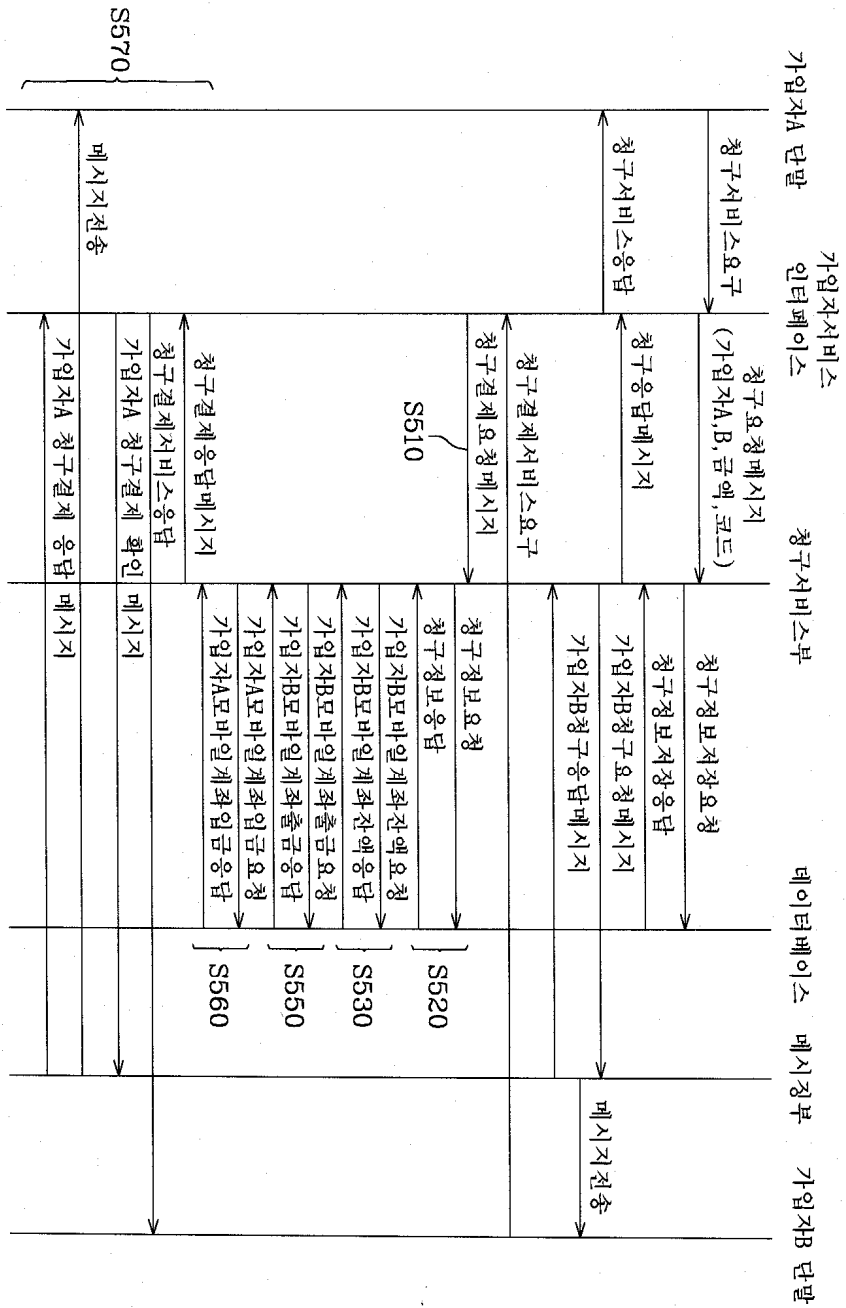 가입자A 단말
가입자서비스
인터페이스
청구서비스부
데이터베이스
메시징부
가입자B 단말
청구서비스요구
청구요청메시지
(가입자A,B,금액,코드)
청구정보저장요청
청구정보저장응답
청구응답메시지
청구서비스응답
가입자B청구요청메시지
메시지전송
가입자B청구응답메시지
청구결제서비스요구
청구결제요청메시지
S510
청구정보요청
청구정보응답
S520
가입자B모바일계좌잔액요청
가입자B모바일계좌잔액응답
S530
가입자B모바일계좌출금요청
가입자B모바일계좌출금응답
S550
가입자A모바일계좌입금요청
가입자A모바일계좌입금응답
S560
청구결제응답메시지
청구결제서비스응답
가입자A 청구결제 확인 메시지
메시지전송
가입자A 청구결제 응답 메시지
S570